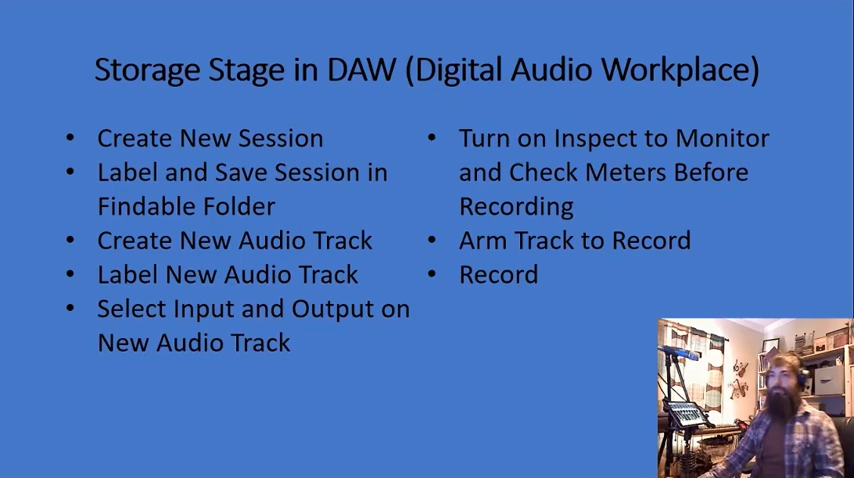 Storage Stage in DAW (Digital Audio Workplace)
• Create New Session
• Label and Save Session in
Findable Folder
• Create New Audio Track
• Label New Audio Track
• Select Input and Output on
New Audio Track
• Turn on Inspect to Monitor
and Check Meters Before
Recording
• Arm Track to Record
• Record